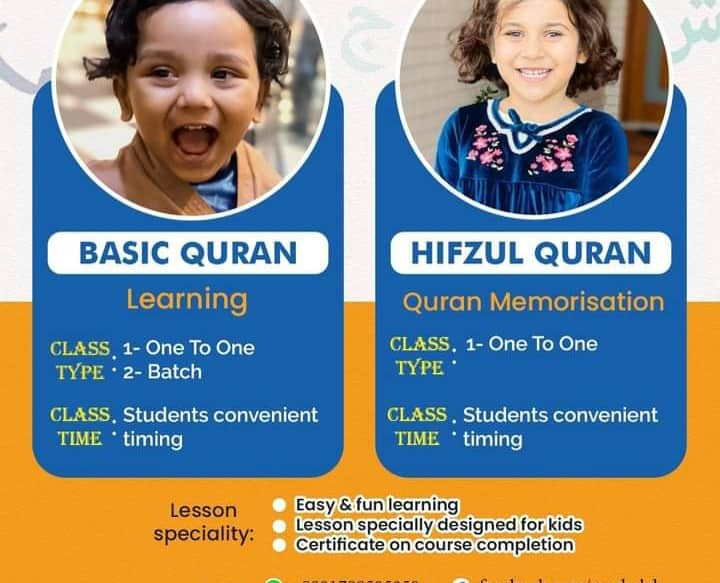 BASIC QURAN
Learning
CLASS TYPE : 1- One To One
2- Batch
CLASS TIME : Students convenient
timing
HIFZUL QURAN
Quran Memorisation
CLASS TYPE : 1- One To One
CLASS TIME : Students convenient
timing
Lesson speciality:
Easy & fun learning
Lesson specially designed for kids
Certificate on course completion